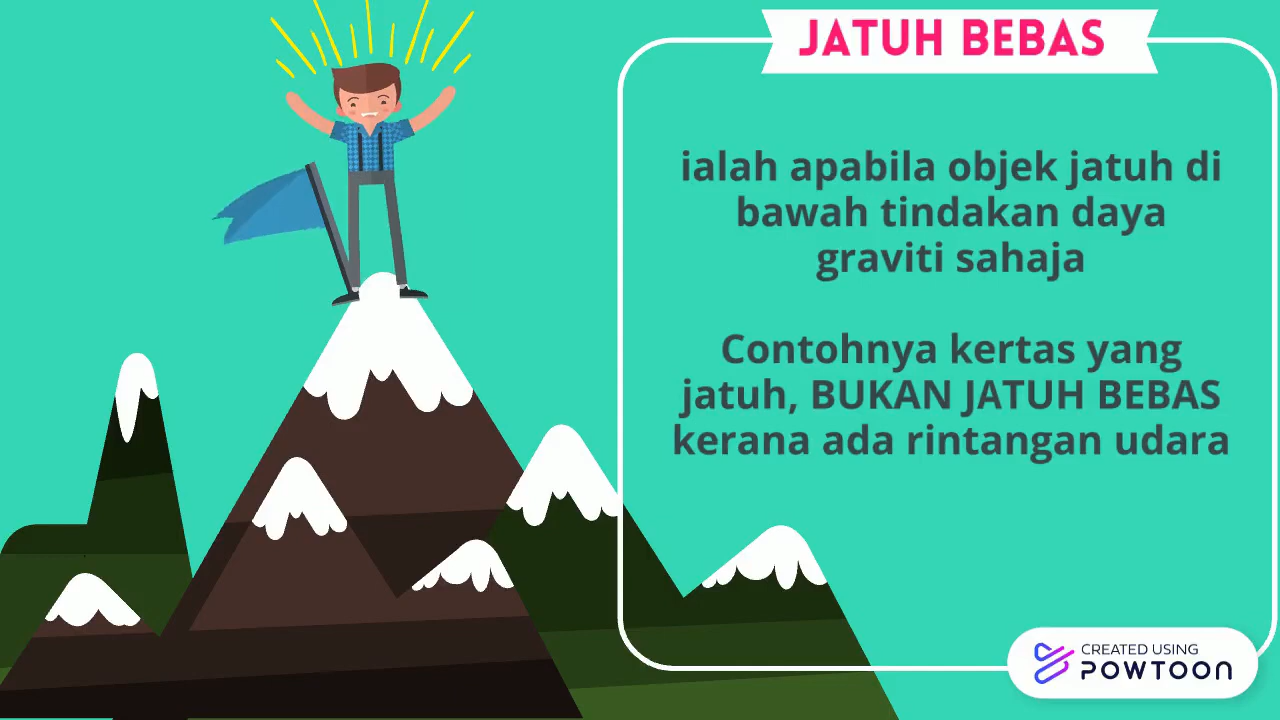 JATUH BEBAS
ialah apabila objek jatuh di
bawah tindakan daya
graviti sahaja
Contohnya kertas yang
jatuh, BUKAN JATUH BEBAS
kerana ada rintangan udara
CREATED USING
POWTOON